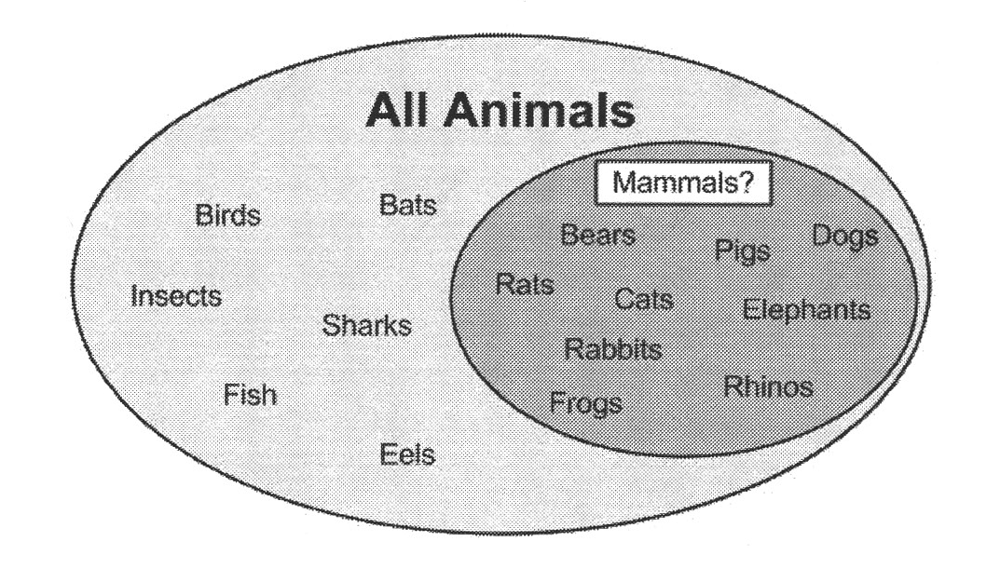 All Animals
Mammals?
Birds
Bats
Bears
Pigs
Dogs
Insects
Rats
Cats
Elephants
Sharks
Rabbits
Fish
Frogs
Rhinos
Eels